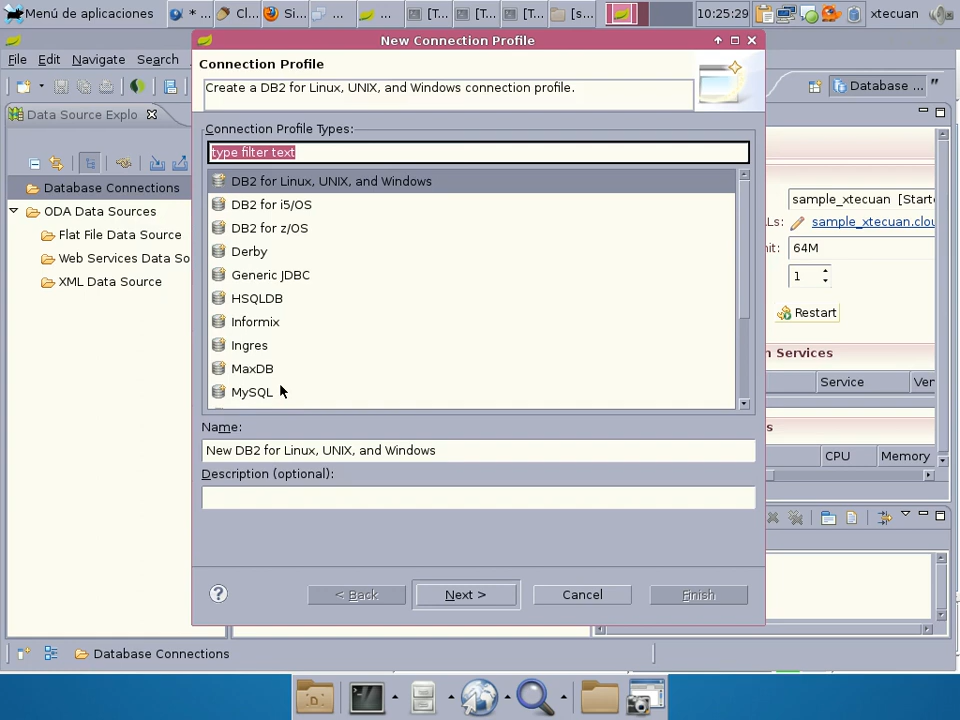 Menú de aplicaciones
* ...
Clo
Si...
...
...
[T...
[T...
[T...
[s...
10:25:29
xtecuan
New Connection Profile
File Edit Navigate Search
Connection Profile
Create a DB2 for Linux, UNIX, and Windows connection profile.
Database ... ”
Data Source Explo
Connection Profile Types:
type filter text
Database Connections
ODA Data Sources
Flat File Data Source
Web Services Data So
XML Data Source
DB2 for Linux, UNIX, and Windows
DB2 for i5/OS
DB2 for z/OS
Derby
Generic JDBC
HSQLDB
Informix
Ingres
MaxDB
MySQL
sample_xtecuan [Starte
Ls: sample_xtecuan.clou
nit: 64M
1
Restart
n Services
Service Ver
s
CPU Memory
Name:
New DB2 for Linux, UNIX, and Windows
Description (optional):
? < Back Next > Cancel Finish
Database Connections